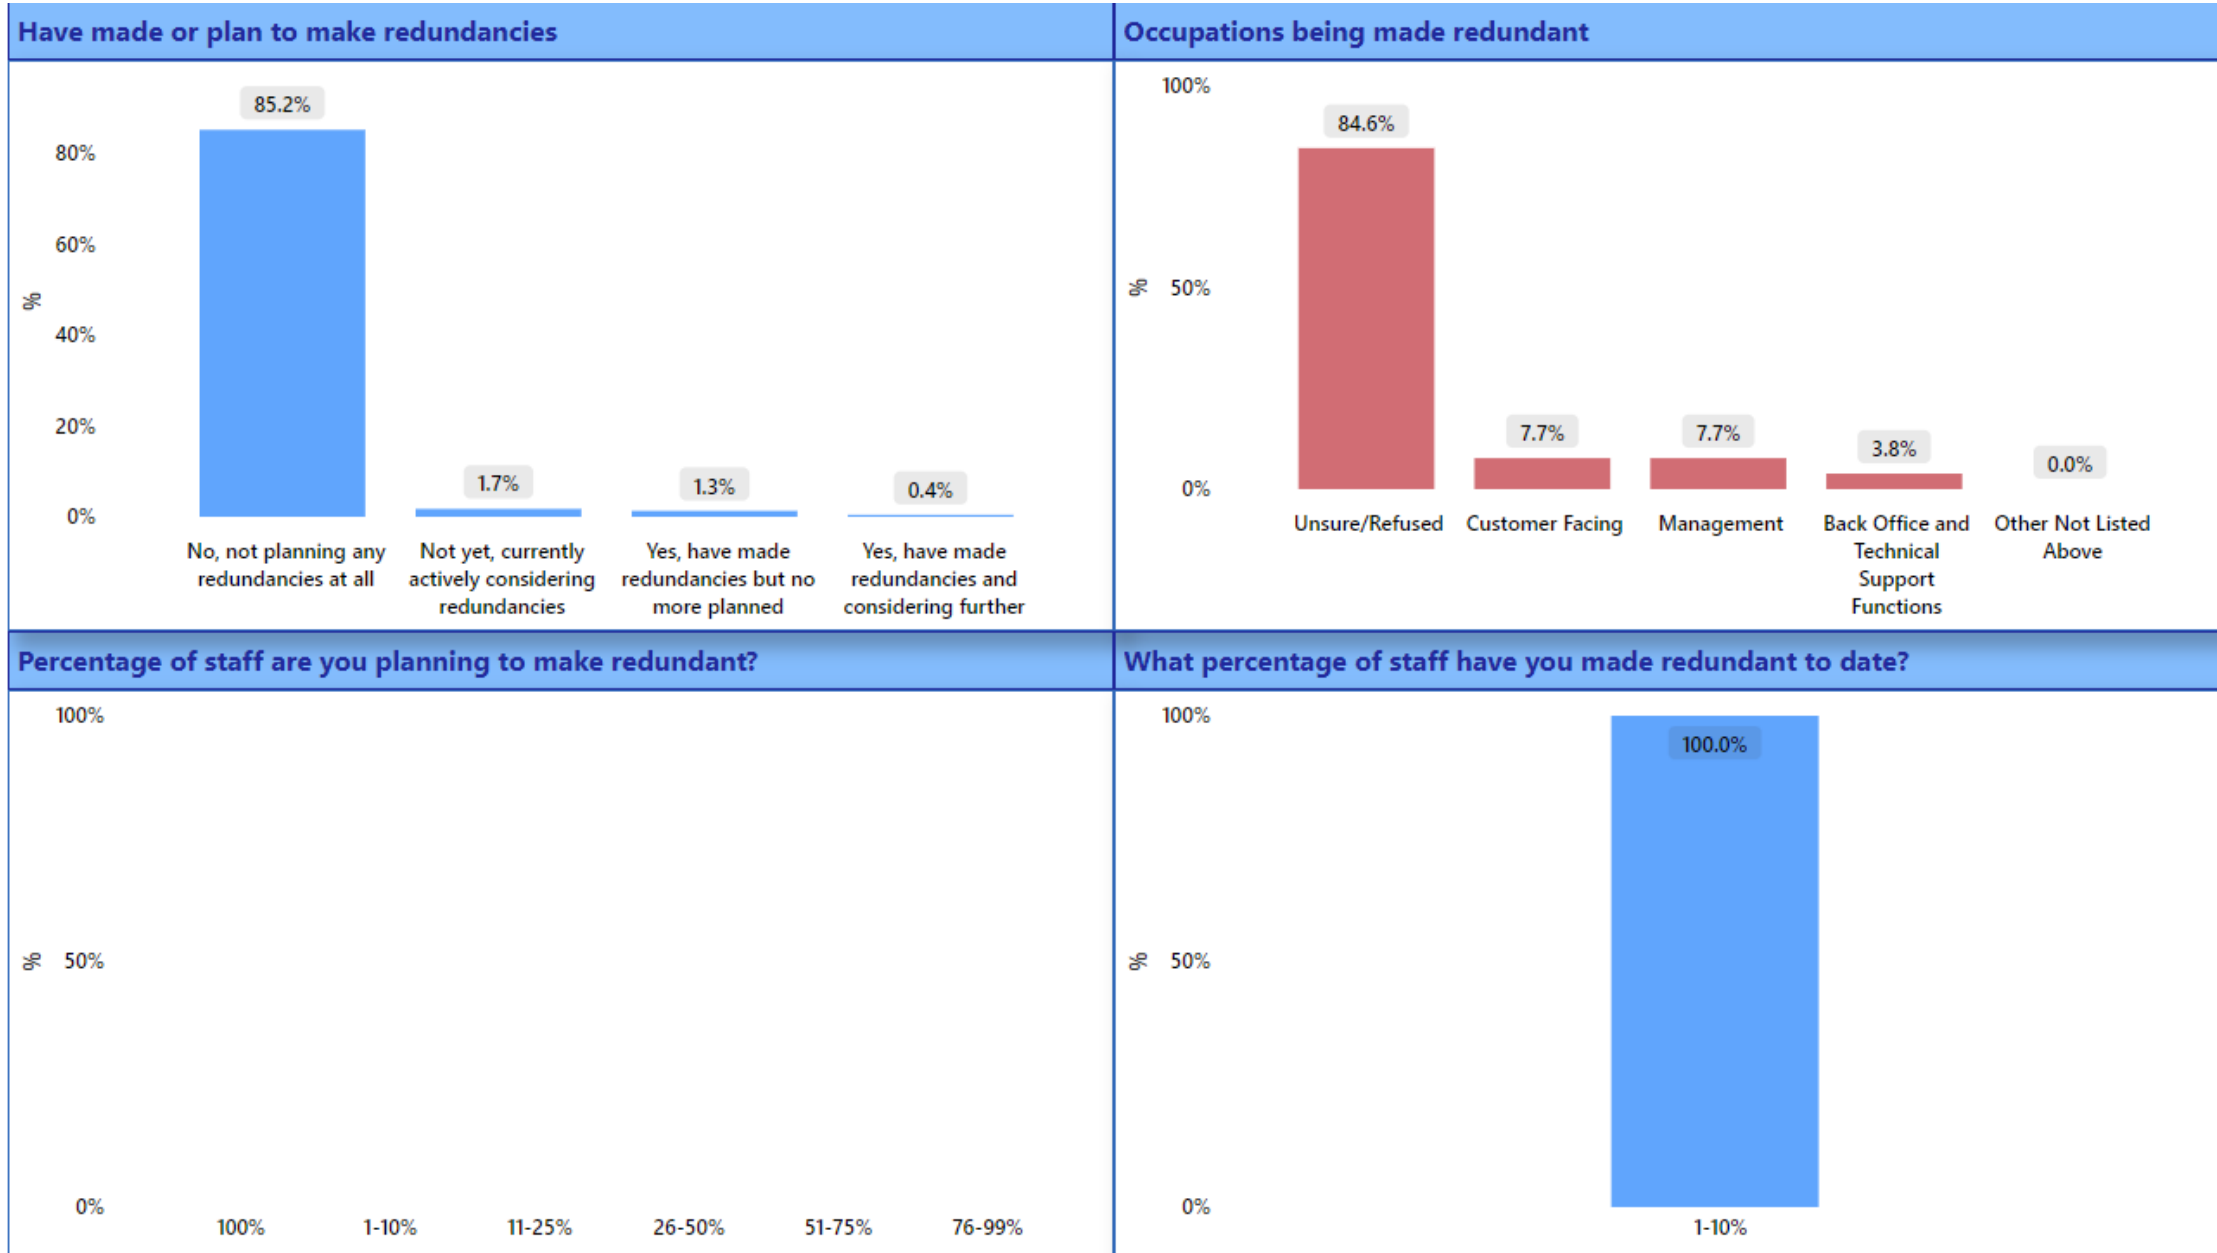 Have made or plan to make redundancies
85.2%
80%
60%
40%
20%
0%
%
1.7%
1.3%
0.4%
No, not planning any
redundancies at all
Not yet, currently
actively considering
redundancies
Yes, have made
redundancies but no
more planned
Yes, have made
redundancies and
considering further
Occupations being made redundant
100%
50%
0%
%
84.6%
7.7%
7.7%
3.8%
0.0%
Unsure/Refused
Customer Facing
Management
Back Office and
Technical
Support
Functions
Other Not Listed
Above
Percentage of staff are you planning to make redundant?
100%
50%
0%
%
100%
1-10%
11-25%
26-50%
51-75%
76-99%
What percentage of staff have you made redundant to date?
100%
50%
0%
%
100.0%
1-10%